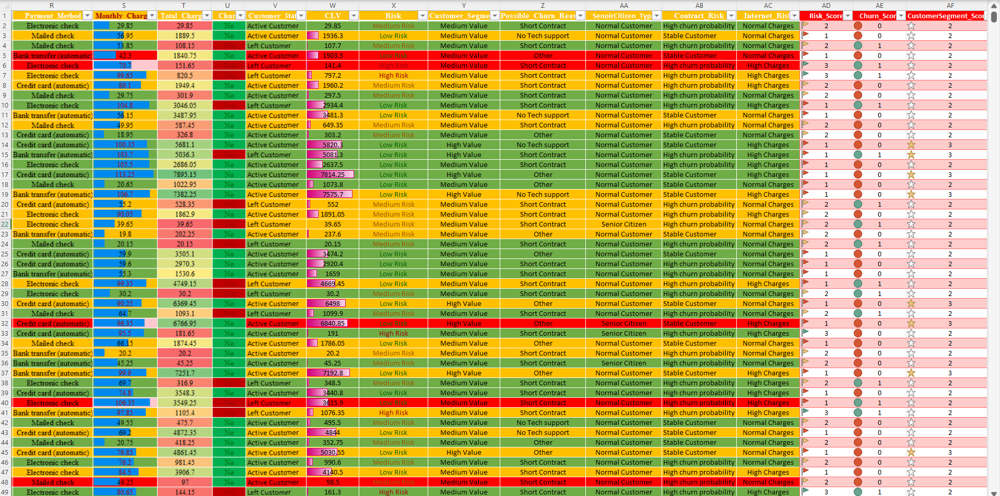 R S T U V W X Y Z AA AB AC AD AE AF
1 Payment_Method Monthly_Charg Total_Charg Chur Customer_Stat CLV Risk Customer_Segme Possible_Churn_Reas SenoirCitizen_Typ Contract_Risk Internet_Ris Risk_Score Churn_Scor CustomerSegment_Scor
2 Electronic check 29.85 29.85 No Active Customer 29.85 Medium Risk Medium Value Short Contract Normal Customer High churn probability Normal Charges 2 0 2
3 Mailed check 56.95 1889.5 No Active Customer 1936.3 Low Risk Medium Value No Tech support Normal Customer Stable Customer Normal Charges 1 0 2
4 Mailed check 53.85 108.15 Yes Left Customer 107.7 Medium Risk Medium Value Short Contract Normal Customer High churn probability Normal Charges 2 1 2
5 Bank transfer (automatic) 42.3 1840.75 No Active Customer 1903.5 Low Risk Medium Value Other Normal Customer Stable Customer Normal Charges 1 0 2
6 Electronic check 70.7 151.65 Yes Left Customer 141.4 High Risk Medium Value Short Contract Normal Customer High churn probability High Charges 3 1 2
7 Electronic check 99.65 820.5 Yes Left Customer 797.2 High Risk Medium Value Short Contract Normal Customer High churn probability High Charges 3 1 2
8 Credit card (automatic) 89.1 1949.4 No Active Customer 1960.2 Medium Risk Medium Value Short Contract Normal Customer High churn probability High Charges 2 0 2
9 Mailed check 29.75 301.9 No Active Customer 297.5 Medium Risk Medium Value Short Contract Normal Customer High churn probability Normal Charges 2 0 2
10 Electronic check 104.8 3046.05 Yes Left Customer 2934.4 Low Risk Medium Value Short Contract Normal Customer High churn probability High Charges 1 1 2
11 Bank transfer (automatic) 56.15 3487.95 No Active Customer 3481.3 Low Risk Medium Value No Tech support Normal Customer Stable Customer Normal Charges 1 0 2
12 Mailed check 49.95 587.45 No Active Customer 649.35 Medium Risk Medium Value Short Contract Normal Customer High churn probability Normal Charges 2 0 2
13 Credit card (automatic) 18.95 326.8 No Active Customer 303.2 Medium Risk Medium Value Other Normal Customer Stable Customer Normal Charges 2 0 2
14 Credit card (automatic) 100.35 5681.1 No Active Customer 5820.3 Low Risk High Value No Tech support Normal Customer Stable Customer High Charges 1 0 3
15 Bank transfer (automatic) 103.7 5036.3 Yes Left Customer 5081.3 Low Risk High Value Short Contract Normal Customer High churn probability High Charges 1 1 3
16 Electronic check 105.5 2686.05 No Active Customer 2637.5 Low Risk Medium Value Short Contract Normal Customer High churn probability High Charges 1 0 2
17 Credit card (automatic) 113.25 7895.15 No Active Customer 7814.25 Low Risk High Value Other Normal Customer Stable Customer High Charges 1 0 3
18 Mailed check 20.65 1022.95 No Active Customer 1073.8 Low Risk Medium Value Other Normal Customer Stable Customer Normal Charges 1 0 2
19 Bank transfer (automatic) 106.7 7382.25 No Active Customer 7575.7 Low Risk High Value No Tech support Normal Customer Stable Customer High Charges 1 0 3
20 Credit card (automatic) 55.2 528.35 Yes Left Customer 552 Medium Risk Medium Value Short Contract Normal Customer High churn probability Normal Charges 2 1 2
21 Electronic check 90.05 1862.9 No Active Customer 1891.05 Medium Risk Medium Value Short Contract Normal Customer High churn probability High Charges 2 0 2
22 Electronic check 39.65 39.65 Yes Left Customer 39.65 Medium Risk Medium Value Short Contract Senior Citizen High churn probability Normal Charges 2 1 2
23 Bank transfer (automatic) 19.8 202.25 No Active Customer 237.6 Medium Risk Medium Value Other Normal Customer Stable Customer Normal Charges 2 0 2
24 Mailed check 20.15 20.15 Yes Left Customer 20.15 Medium Risk Medium Value Short Contract Normal Customer High churn probability Normal Charges 2 1 2
25 Credit card (automatic) 59.9 3505.1 No Active Customer 3474.2 Low Risk Medium Value Other Normal Customer Stable Customer Normal Charges 1 0 2
26 Credit card (automatic) 59.6 2970.3 No Active Customer 2920.4 Low Risk Medium Value Short Contract Normal Customer High churn probability Normal Charges 1 0 2
27 Bank transfer (automatic) 55.3 1530.6 No Active Customer 1659 Low Risk Medium Value Short Contract Normal Customer High churn probability Normal Charges 1 0 2
28 Electronic check 99.35 4749.15 Yes Left Customer 4669.45 Low Risk Medium Value Short Contract Normal Customer High churn probability High Charges 1 1 2
29 Electronic check 30.2 30.2 Yes Left Customer 30.2 Medium Risk Medium Value Short Contract Normal Customer High churn probability Normal Charges 2 1 2
30 Credit card (automatic) 90.25 6369.45 No Active Customer 6498 Low Risk High Value Other Normal Customer Stable Customer High Charges 1 0 3
31 Mailed check 64.7 1093.1 Yes Left Customer 1099.9 Medium Risk Medium Value Short Contract Normal Customer High churn probability Normal Charges 2 1 2
32 Credit card (automatic) 96.35 6766.95 No Active Customer 6840.85 Low Risk High Value Other Senior Citizen Stable Customer High Charges 1 0 3
33 Credit card (automatic) 95.5 181.65 No Active Customer 191 High Risk Medium Value Short Contract Senior Citizen High churn probability High Charges 3 0 2
34 Mailed check 66.15 1874.45 No Active Customer 1786.05 Low Risk Medium Value Other Normal Customer Stable Customer Normal Charges 1 0 2
35 Bank transfer (automatic) 20.2 20.2 No Active Customer 20.2 Medium Risk Medium Value Short Contract Normal Customer High churn probability Normal Charges 2 0 2
36 Bank transfer (automatic) 45.25 45.25 No Active Customer 45.25 Medium Risk Medium Value Short Contract Senior Citizen High churn probability Normal Charges 2 0 2
37 Bank transfer (automatic) 99.9 7251.7 No Active Customer 7192.8 Low Risk High Value Other Normal Customer Stable Customer High Charges 1 0 3
38 Electronic check 69.7 316.9 Yes Left Customer 348.5 Medium Risk Medium Value Short Contract Normal Customer High churn probability High Charges 2 1 2
39 Credit card (automatic) 74.8 3548.3 No Active Customer 3440.8 Low Risk Medium Value Short Contract Normal Customer High churn probability High Charges 1 0 2
40 Electronic check 106.35 3549.25 Yes Left Customer 3615.9 Low Risk Medium Value Short Contract Normal Customer High churn probability High Charges 1 1 2
41 Bank transfer (automatic) 97.85 1105.4 Yes Left Customer 1076.35 High Risk Medium Value Short Contract Normal Customer High churn probability High Charges 3 1 2
42 Mailed check 49.55 475.7 No Active Customer 495.5 Medium Risk Medium Value No Tech support Normal Customer Stable Customer Normal Charges 2 0 2
43 Credit card (automatic) 69.2 4872.35 No Active Customer 4844 Low Risk Medium Value No Tech support Normal Customer Stable Customer Normal Charges 1 0 2
44 Mailed check 20.75 418.25 No Active Customer 352.75 Medium Risk Medium Value Other Normal Customer Stable Customer Normal Charges 2 0 2
45 Credit card (automatic) 79.85 4861.45 No Active Customer 5030.55 Low Risk High Value Other Normal Customer Stable Customer Normal Charges 1 0 3
46 Electronic check 76.2 981.45 No Active Customer 990.6 Medium Risk Medium Value Short Contract Normal Customer High churn probability Normal Charges 2 0 2
47 Electronic check 84.5 3906.7 No Active Customer 4140.5 Low Risk Medium Value Short Contract Normal Customer High churn probability High Charges 1 0 2
48 Mailed check 49.25 97 No Active Customer 98.5 Medium Risk Medium Value Short Contract Normal Customer High churn probability Normal Charges 2 0 2
49 Electronic check 80.65 144.15 Yes Left Customer 161.3 High Risk Medium Value Short Contract Normal Customer High churn probability High Charges 3 1 2